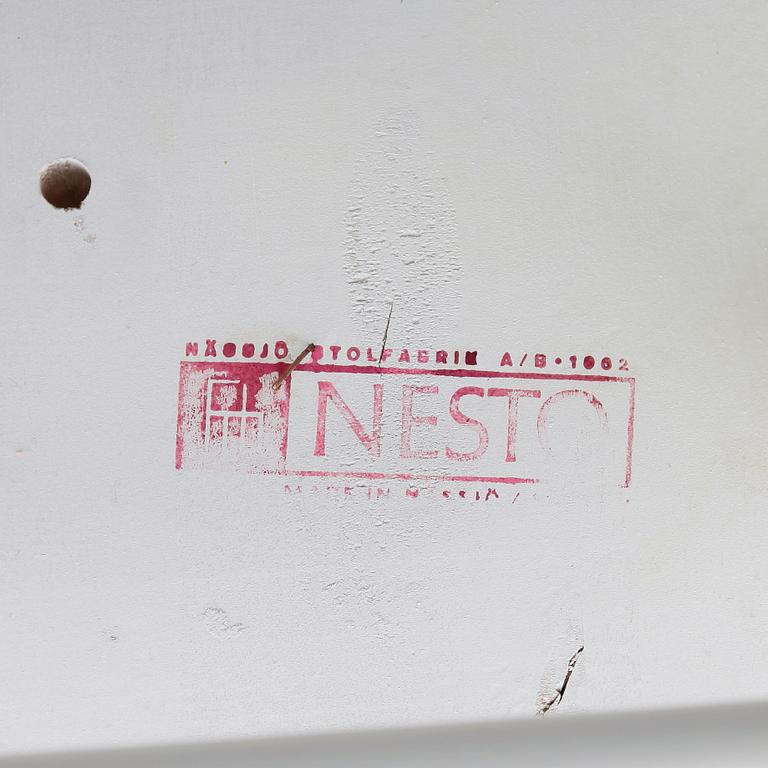 NÄSSJÖ STOLFABRIK A/B • 1962
NESTO
MADE IN NÄSSJÖ /